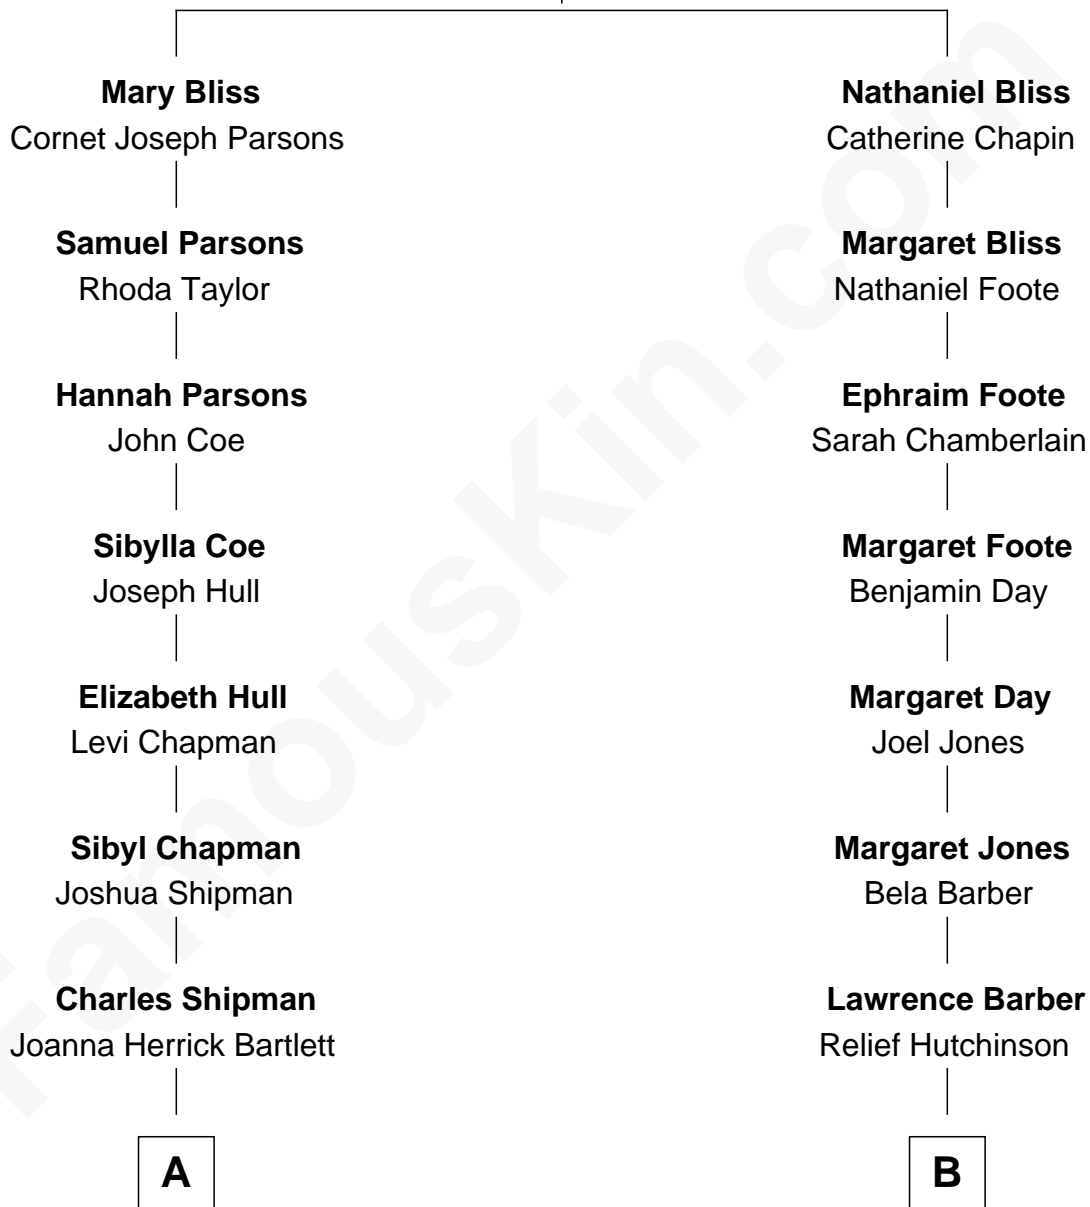 Mary Bliss
Cornet Joseph Parsons
Samuel Parsons
Rhoda Taylor
Hannah Parsons
John Coe
Sibylla Coe
Joseph Hull
Elizabeth Hull
Levi Chapman
Sibyl Chapman
Joshua Shipman
Charles Shipman
Joanna Herrick Bartlett
A
Nathaniel Bliss
Catherine Chapin
Margaret Bliss
Nathaniel Foote
Ephraim Foote
Sarah Chamberlain
Margaret Foote
Benjamin Day
Margaret Day
Joel Jones
Margaret Jones
Bela Barber
Lawrence Barber
Relief Hutchinson
B
FamousKin.com